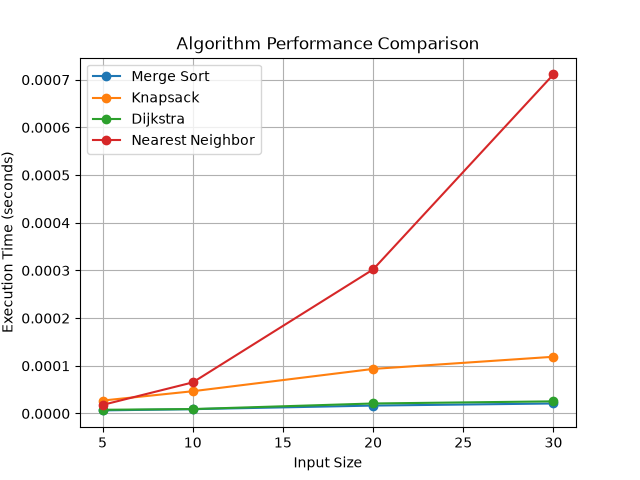 Algorithm Performance Comparison
Merge Sort
Knapsack
Dijkstra
Nearest Neighbor
Execution Time (seconds)
0.0007
0.0006
0.0005
0.0004
0.0003
0.0002
0.0001
0.0000
5 10 15 20 25 30
Input Size